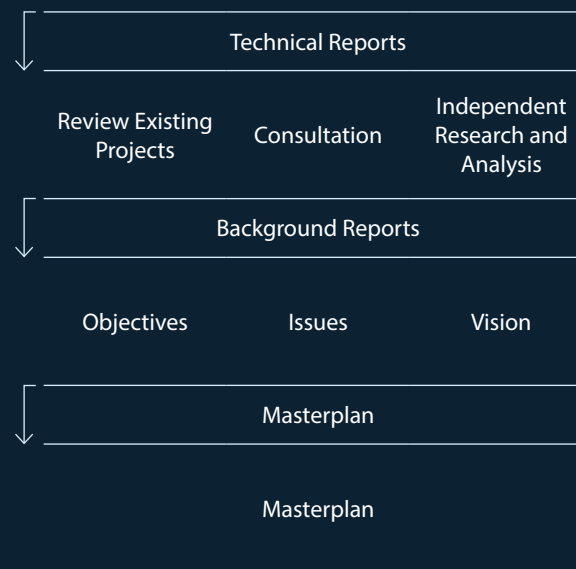 Technical Reports
Review Existing
Projects
Consultation
Independent
Research and
Analysis
Background Reports
Objectives
Issues
Vision
Masterplan
Masterplan